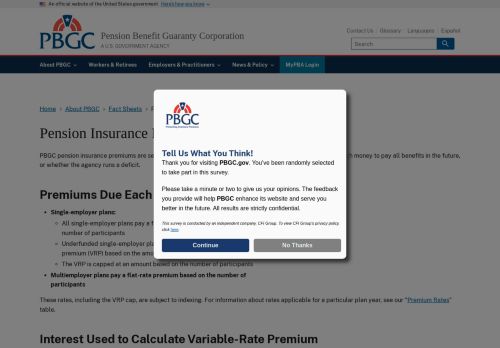 An official website of the United States government Here's how you know
PBGC
Pension Benefit Guaranty Corporation
A U.S. GOVERNMENT AGENCY
Contact Us Glossary Languages Español
Search
About PBGC Workers & Retirees Employers & Practitioners News & Policy MyPBA Login
Home > About PBGC > Fact Sheets >
Pension Insurance
PBGC
Protecting America's Pensions
Tell Us What You Think!
Thank you for visiting PBGC.gov. You've been randomly selected
to take part in this survey.
Please take a minute or two to give us your opinions. The feedback
you provide will help PBGC enhance its website and serve you
better in the future. All results are strictly confidential.
This survey is conducted by an independent company, CFI Group. To view CFI Group's privacy policy
click here.
Continue
No Thanks
PBGC pension insurance premiums are se
h money to pay all benefits in the future,
or whether the agency runs a deficit.
Premiums Due Each
• Single-employer plans:
All single-employer plans pay a f
number of participants
Underfunded single-employer pla
premium (VRP) based on the amo
The VRP is capped at an amount based on the number of participants
• Multiemployer plans pay a flat-rate premium based on the number of
participants
These rates, including the VRP cap, are subject to indexing. For information about rates applicable for a particular plan year, see our "Premium Rates"
table.
Interest Used to Calculate Variable-Rate Premium